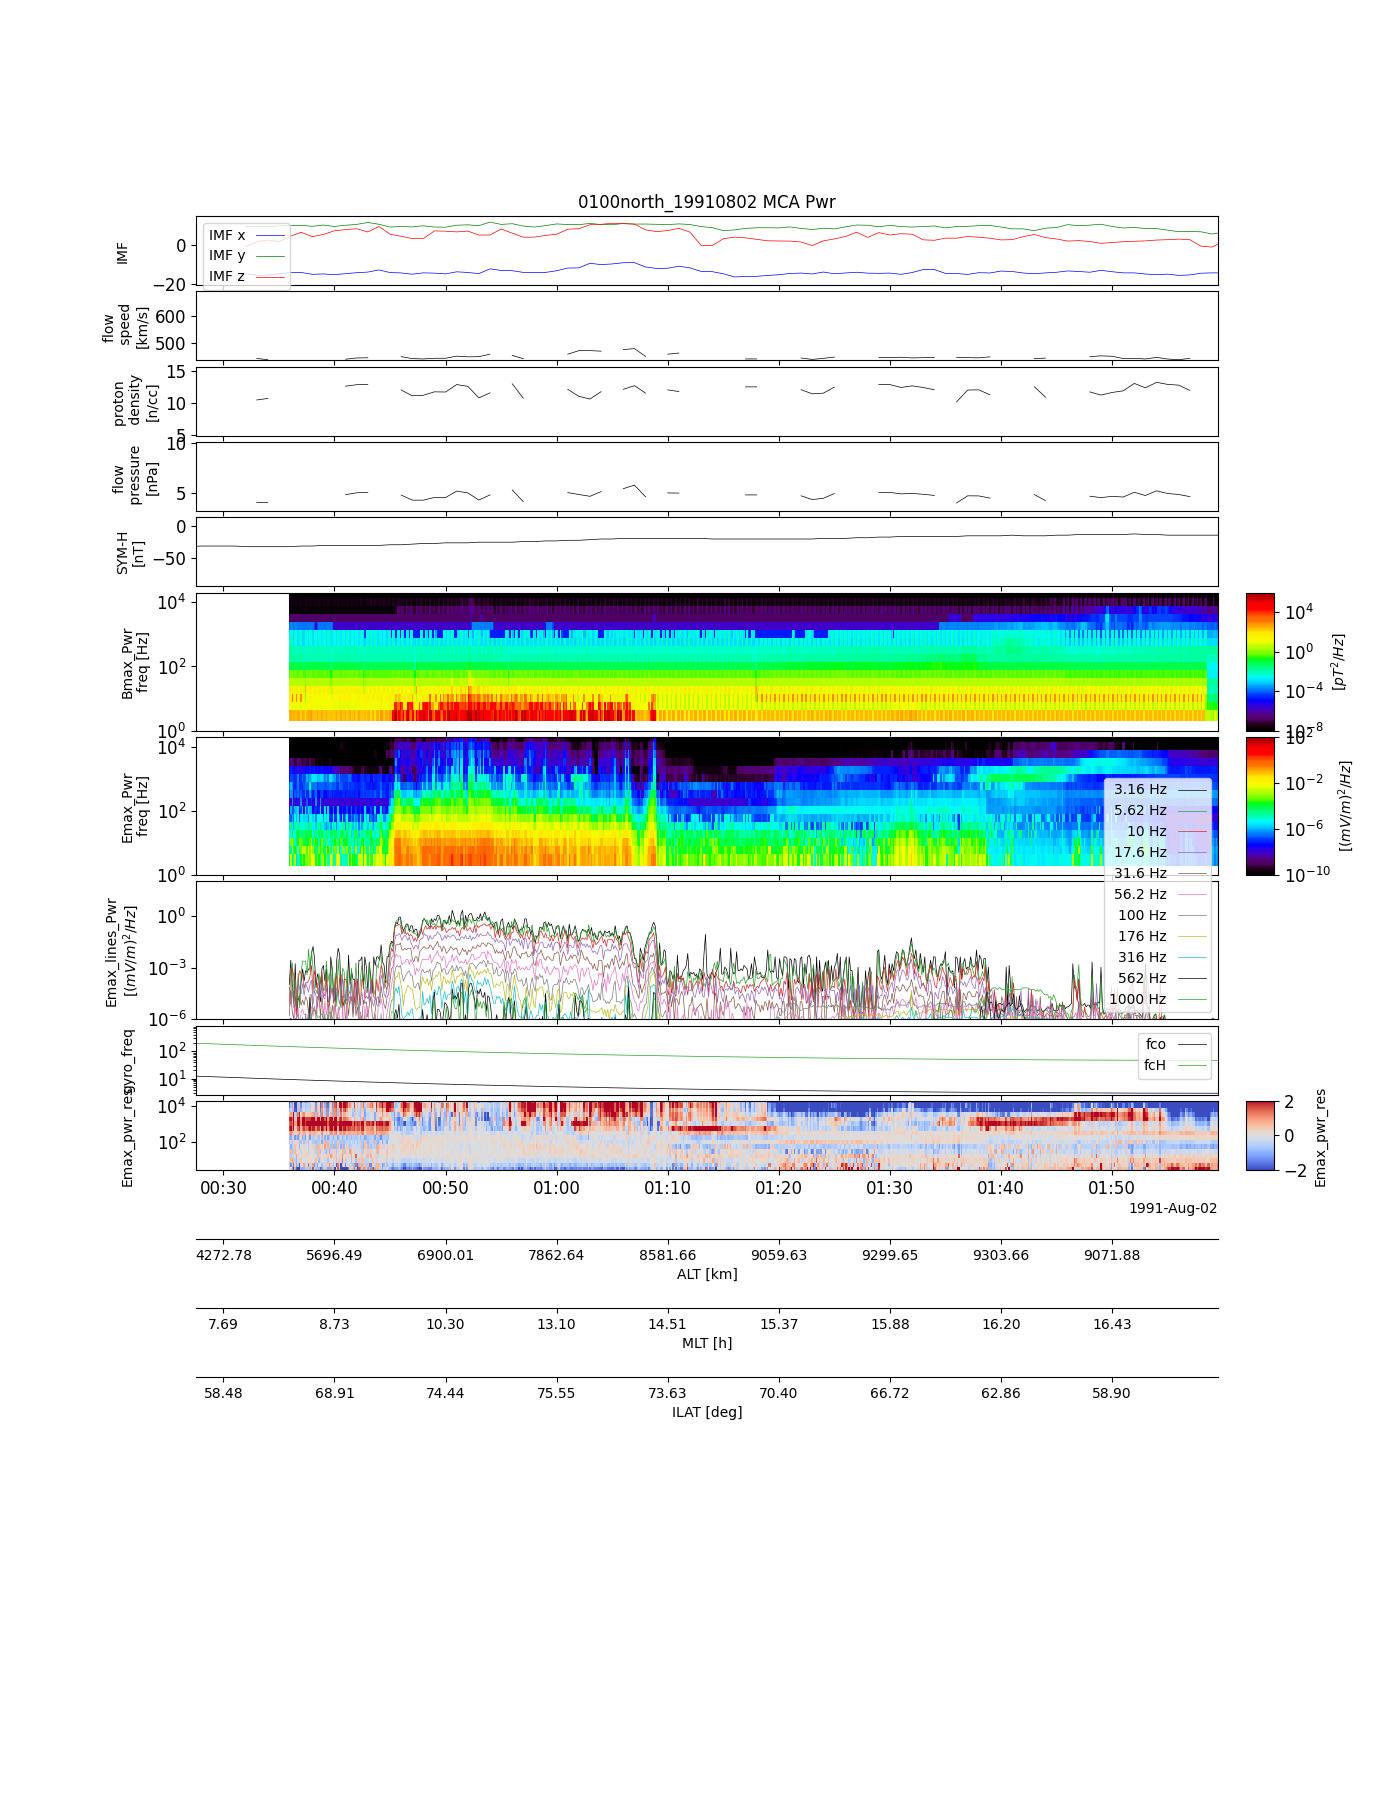 0100north_19910802 MCA Pwr
IMF
0
−20
IMF x
IMF y
IMF z
flow
speed
[km/s]
600
500
proton
density
[n/cc]
15
10
5
flow
pressure
[nPa]
10
5
SYM-H
[nT]
0
−50
Bmax_Pwr
freq [Hz]
10^4
10^2
10^0
10^4
10^0
10^−4
10^−8
[pT^2/Hz]
Emax_Pwr
freq [Hz]
10^4
10^2
10^0
10^2
10^−2
10^−6
10^−10
[(mV/m)^2/Hz]
3.16 Hz
5.62 Hz
10 Hz
17.6 Hz
31.6 Hz
56.2 Hz
100 Hz
176 Hz
316 Hz
562 Hz
1000 Hz
Emax_lines_Pwr
[(mV/m)^2/Hz]
10^0
10^−3
10^−6
gyro_freq
10^2
10^1
fco
fcH
Emax_pwr_res
10^4
10^2
2
0
−2
Emax_pwr_res
00:30 00:40 00:50 01:00 01:10 01:20 01:30 01:40 01:50
1991-Aug-02
4272.78 5696.49 6900.01 7862.64 8581.66 9059.63 9299.65 9303.66 9071.88
ALT [km]
7.69 8.73 10.30 13.10 14.51 15.37 15.88 16.20 16.43
MLT [h]
58.48 68.91 74.44 75.55 73.63 70.40 66.72 62.86 58.90
ILAT [deg]